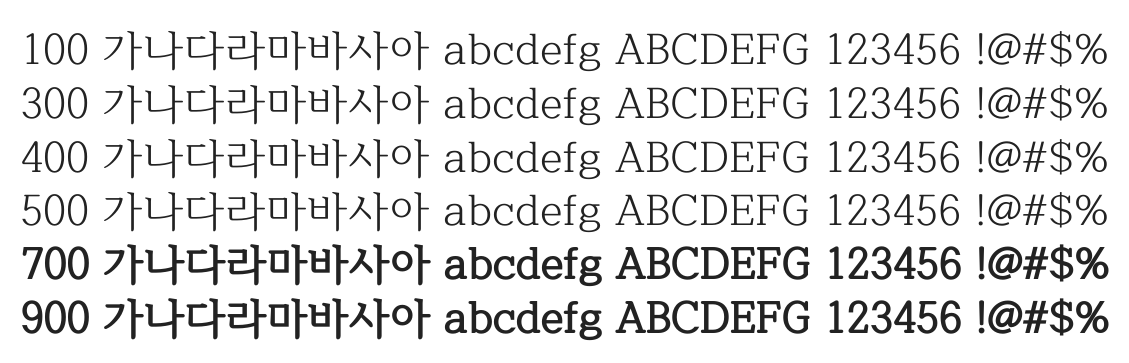 100 가나다라마바사아 abcdefg ABCDEFG 123456 !@#$%
300 가나다라마바사아 abcdefg ABCDEFG 123456 !@#$%
400 가나다라마바사아 abcdefg ABCDEFG 123456 !@#$%
500 가나다라마바사아 abcdefg ABCDEFG 123456 !@#$%
700 가나다라마바사아 abcdefg ABCDEFG 123456 !@#$%
900 가나다라마바사아 abcdefg ABCDEFG 123456 !@#$%